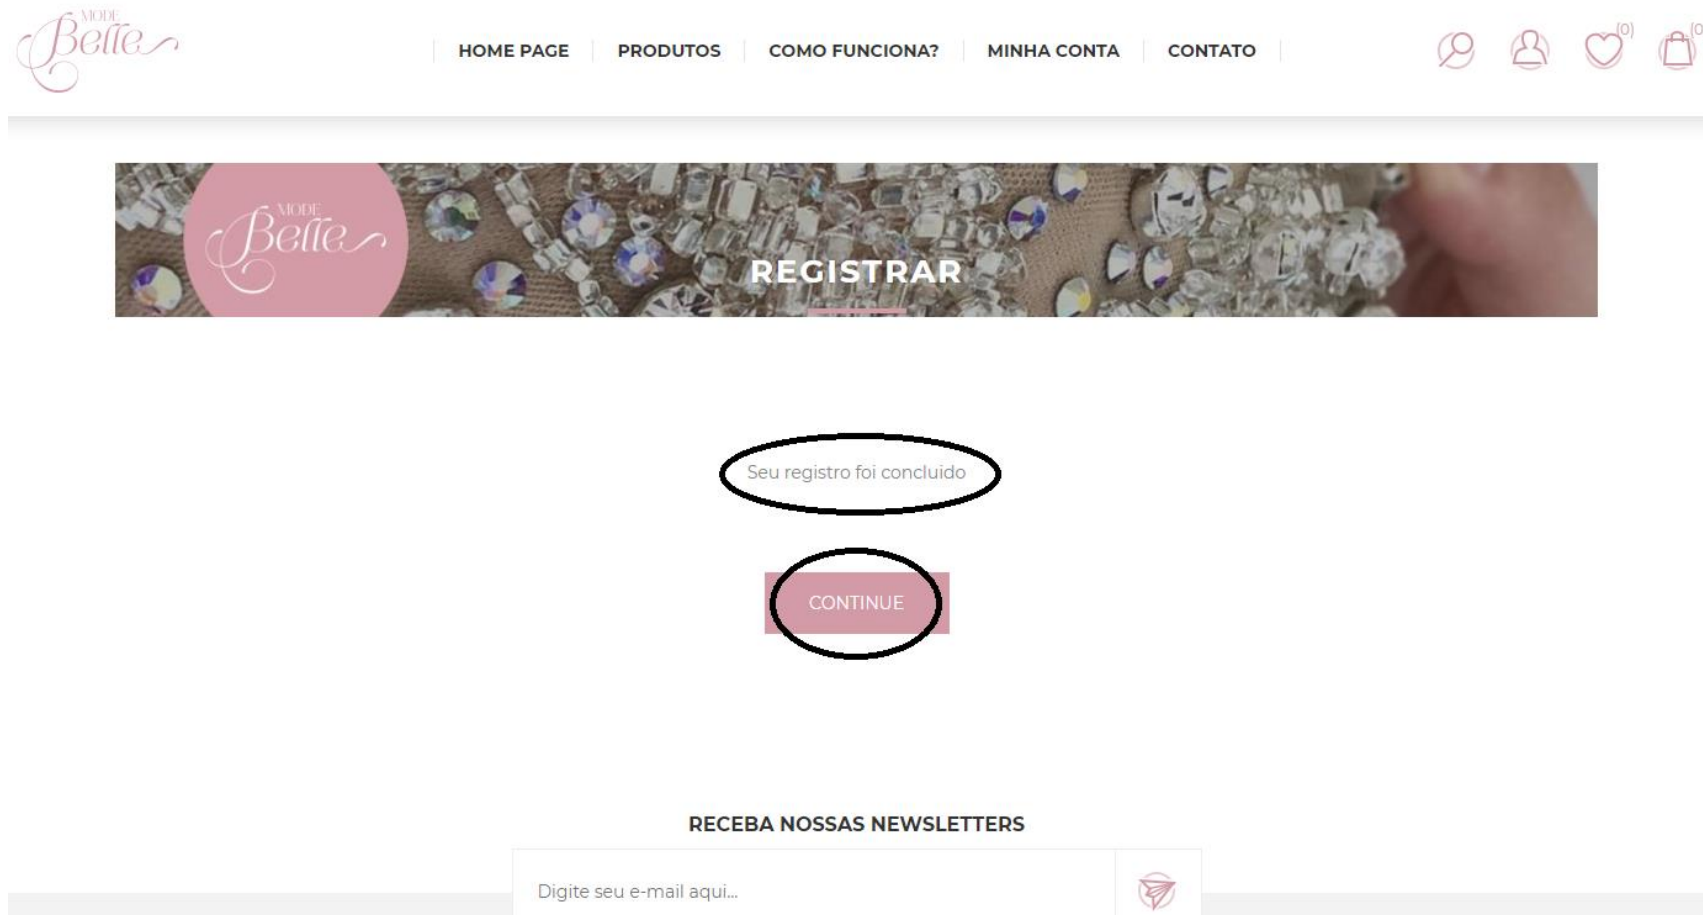 MODE
Belle
HOME PAGE
PRODUTOS
COMO FUNCIONA?
MINHA CONTA
CONTATO
(0)
(0
MODE
Belle
REGISTRAR
Seu registro foi concluido
CONTINUE
RECEBA NOSSAS NEWSLETTERS
Digite seu e-mail aqui...